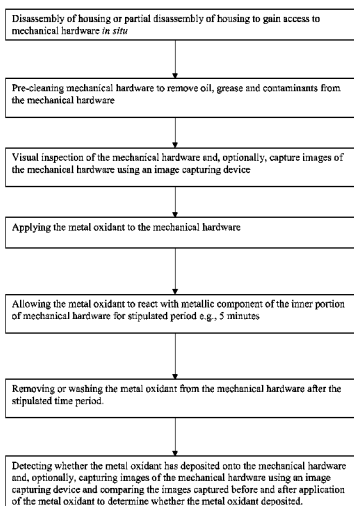 Disassembly of housing or partial disassembly of housing to gain access to
mechanical hardware in situ
Pre-cleaning mechanical hardware to remove oil, grease and contaminants from
the mechanical hardware
Visual inspection of the mechanical hardware and, optionally, capture images of
the mechanical hardware using an image capturing device
Applying the metal oxidant to the mechanical hardware
Allowing the metal oxidant to react with metallic component of the inner portion
of mechanical hardware for stipulated period e.g., 5 minutes
Removing or washing the metal oxidant from the mechanical hardware after the
stipulated time period.
Detecting whether the metal oxidant has deposited onto the mechanical hardware
and, optionally, capturing images of the mechanical hardware using an image
capturing device and comparing the images captured before and after application
of the metal oxidant to determine whether the metal oxidant deposited.